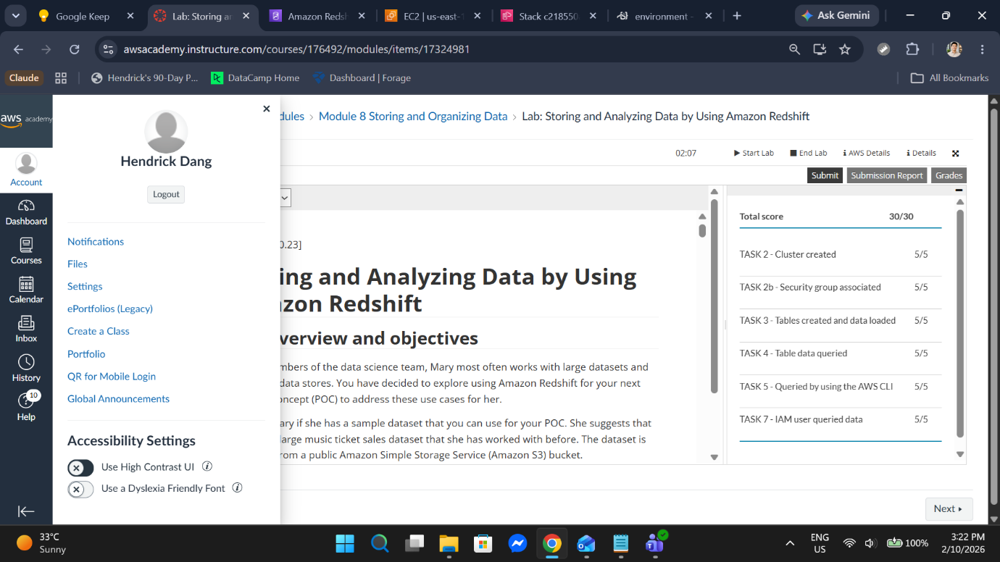 Google Keep
Lab: Storing an
Amazon Redsh
EC2 | us-east-1
Stack c218550
environment -
Ask Gemini
awsacademy.instructure.com/courses/176492/modules/items/17324981
Claude
Hendrick's 90-Day P...
DataCamp Home
Dashboard | Forage
All Bookmarks
aws academy
Account
Dashboard
Courses
Calendar
Inbox
History
10
Help
Hendrick Dang
Logout
Notifications
Files
Settings
ePortfolios (Legacy)
Create a Class
Portfolio
QR for Mobile Login
Global Announcements
Accessibility Settings
Use High Contrast UI
Use a Dyslexia Friendly Font
dules > Module 8 Storing and Organizing Data > Lab: Storing and Analyzing Data by Using Amazon Redshift
02:07
Start Lab
End Lab
AWS Details
Details
Submit
Submission Report
Grades
0.23]
ing and Analyzing Data by Using
zon Redshift
verview and objectives
mbers of the data science team, Mary most often works with large datasets and
data stores. You have decided to explore using Amazon Redshift for your next
oncept (POC) to address these use cases for her.
ary if she has a sample dataset that you can use for your POC. She suggests that
large music ticket sales dataset that she has worked with before. The dataset is
rom a public Amazon Simple Storage Service (Amazon S3) bucket.
Total score 30/30
TASK 2 - Cluster created 5/5
TASK 2b - Security group associated 5/5
TASK 3 - Tables created and data loaded 5/5
TASK 4 - Table data queried 5/5
TASK 5 - Queried by using the AWS CLI 5/5
TASK 7 - IAM user queried data 5/5
Next
33°C
Sunny
ENG
US
100%
3:22 PM
2/10/2026